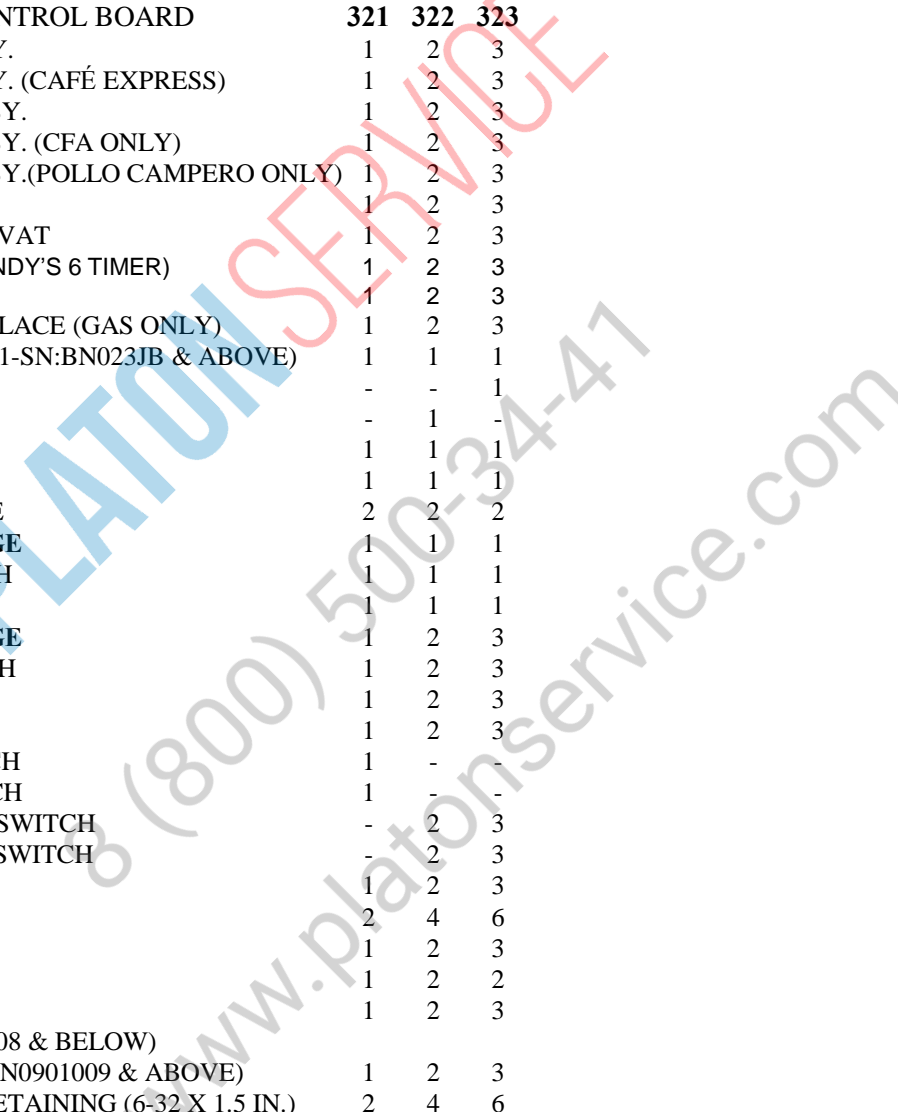 NTROL BOARD 321 322 323
Y. 1 2 3
Y. (CAFÉ EXPRESS) 1 2 3
Y. 1 2 3
Y. (CFA ONLY) 1 2 3
Y.(POLLO CAMPERO ONLY) 1 2 3
1 2 3
VAT 1 2 3
NDY'S 6 TIMER) 1 2 3
1 2 3
LACE (GAS ONLY) 1 2 3
1-SN:BN023JB & ABOVE) 1 1 1
- - 1
- 1 -
1 1 1
1 1 1
E 2 2 2
GE 1 1 1
H 1 1 1
1 1 1
GE 1 2 3
H 1 2 3
1 2 3
1 2 3
CH 1 - -
CH 1 - -
SWITCH - 2 3
SWITCH - 2 3
1 2 3
2 4 6
1 2 3
1 2 2
1 2 3
08 & BELOW)
N0901009 & ABOVE) 1 2 3
ETAINING (6-32 X 1.5 IN.) 2 4 6
PLATONSERVICE
8 (800) 500-34-41
www.platonservice.com